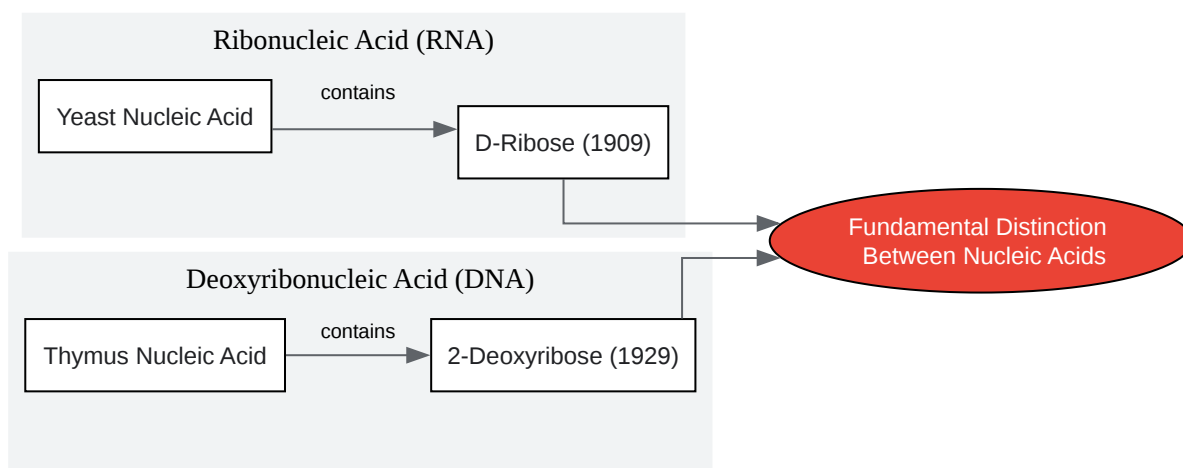 Ribonucleic Acid (RNA)
Yeast Nucleic Acid
contains
D-Ribose (1909)
Fundamental Distinction
Between Nucleic Acids
Deoxyribonucleic Acid (DNA)
Thymus Nucleic Acid
contains
2-Deoxyribose (1929)